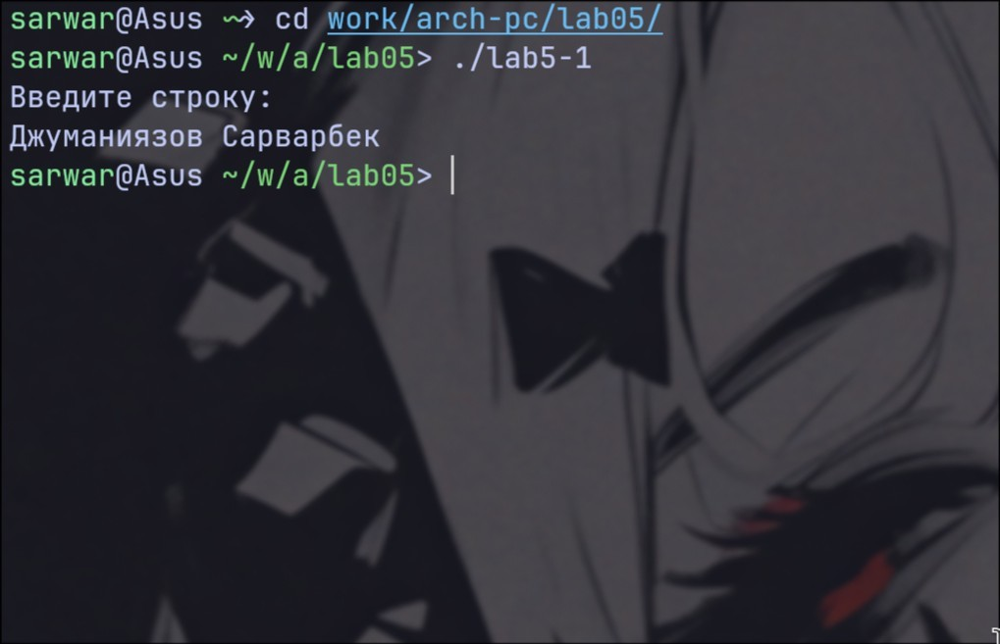 sarwar@Asus ~> cd work/arch-pc/lab05/
sarwar@Asus ~/w/a/lab05> ./lab5-1
Введите строку:
Джуманиязов Сарварбек
sarwar@Asus ~/w/a/lab05>